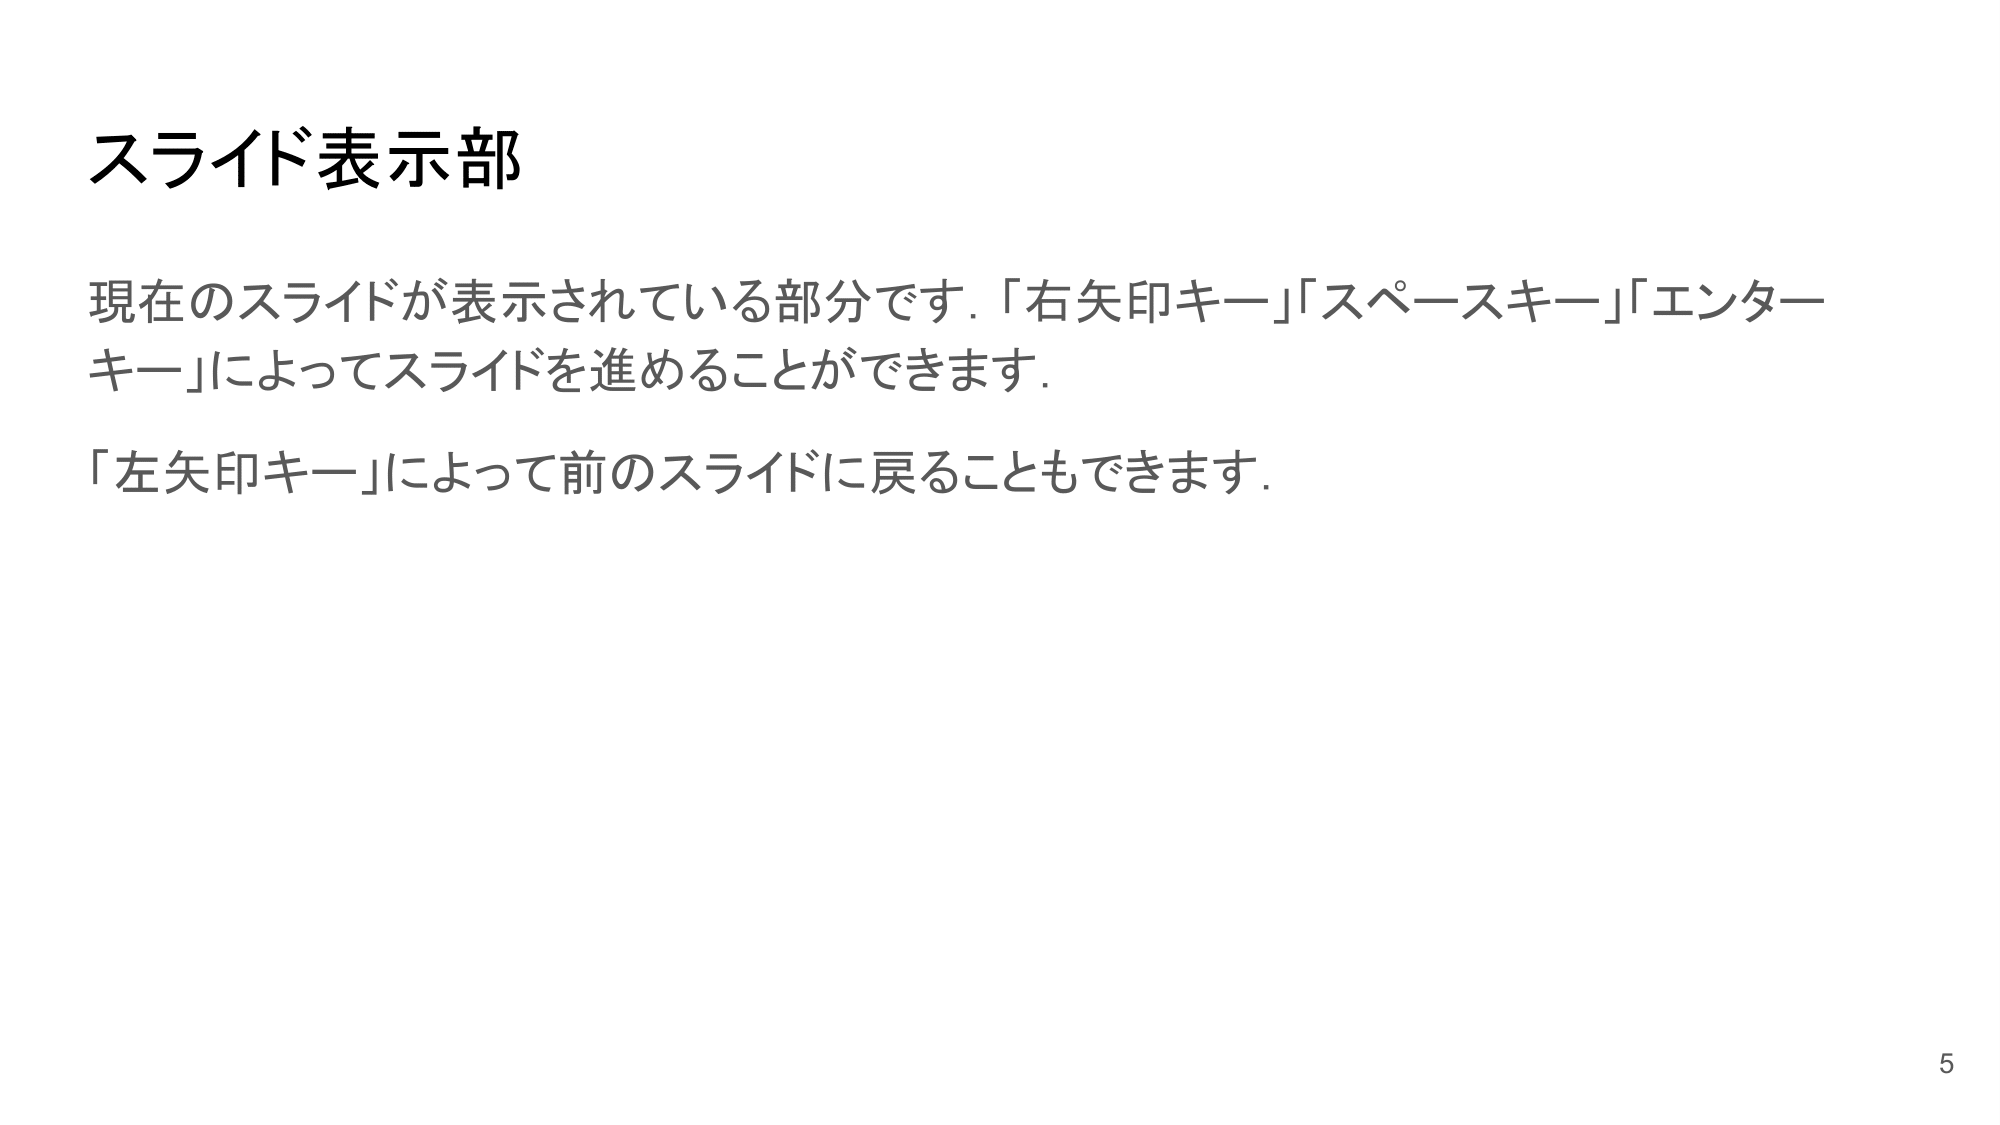 スライド表示部
現在のスライドが表示されている部分です．「右矢印キー」「スペースキー」「エンター
キー」によってスライドを進めることができます．
「左矢印キー」によって前のスライドに戻ることもできます．
5